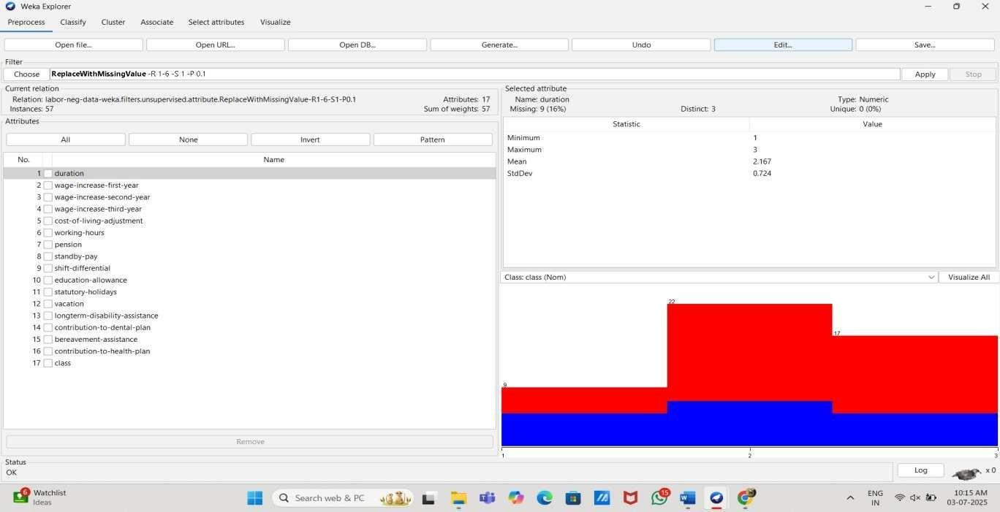 Weka Explorer
Preprocess Classify Cluster Associate Select attributes Visualize
Open file... Open URL... Open DB... Generate... Undo Edit... Save...
Filter
Choose ReplaceWithMissingValue -R 1-6 -S 1 -P 0.1 Apply Stop
Current relation
Relation: labor-neg-data-weka.filters.unsupervised.attribute.ReplaceWithMissingValue-R1-6-S1-P0.1 Attributes: 17
Instances: 57 Sum of weights: 57
Attributes
All None Invert Pattern
No. Name
1 duration
2 wage-increase-first-year
3 wage-increase-second-year
4 wage-increase-third-year
5 cost-of-living-adjustment
6 working-hours
7 pension
8 standby-pay
9 shift-differential
10 education-allowance
11 statutory-holidays
12 vacation
13 longterm-disability-assistance
14 contribution-to-dental-plan
15 bereavement-assistance
16 contribution-to-health-plan
17 class
Remove
Selected attribute
Name: duration Type: Numeric
Missing: 9 (16%) Distinct: 3 Unique: 0 (0%)
Statistic Value
Minimum 1
Maximum 3
Mean 2.167
StdDev 0.724
Class: class (Nom) Visualize All
22
17
9
1 2 3
Status
OK Log x 0
6 Watchlist
Ideas
Search web & PC
15
ENG
IN
10:15 AM
03-07-2025